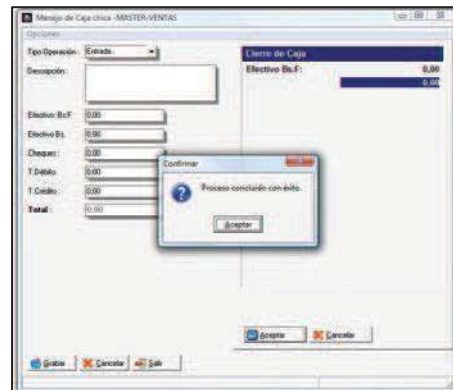 Manejo de Caja chica -MASTER-VENTAS
Opciones
Tipo Operación: Entrada
Descripción:
Efectivo Bs.F 0,00
Efectivo Bs. 0,00
Cheques: 0,00
T.Débito: 0,00
T.Crédito: 0,00
Total : 0,00
Cierre de Caja
Efectivo Bs.F: 0,00
0,00
Confirmar
Proceso concluido con éxito.
Aceptar
Aceptar Cancelar
Grabar Cancelar Salir